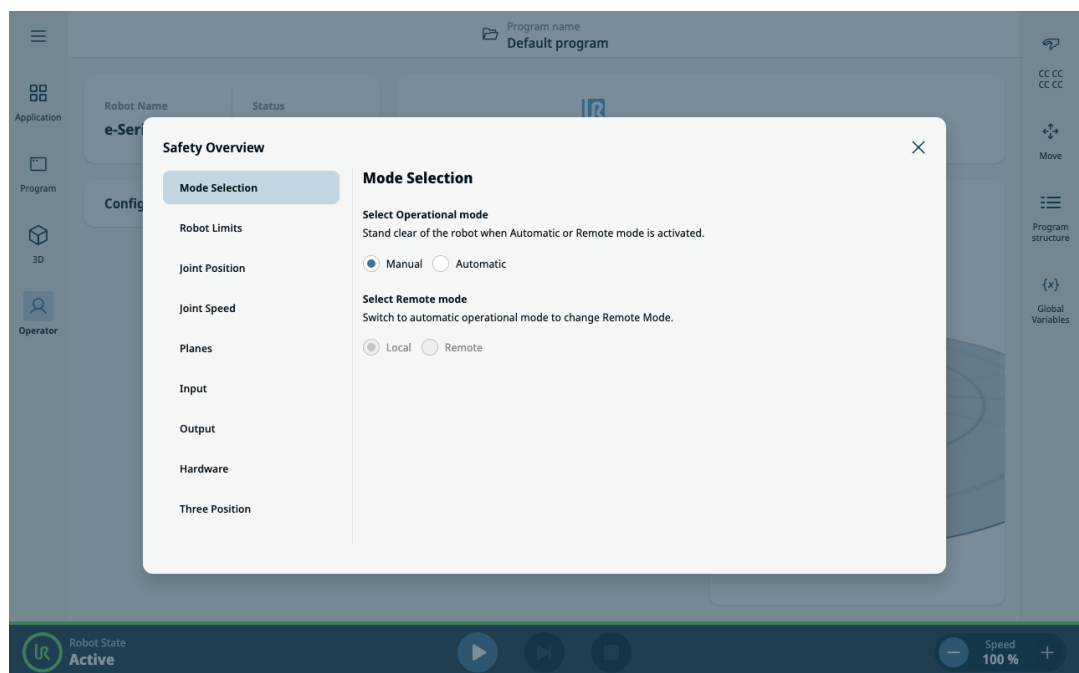 Program name
Default program
Application
Program
3D
Operator
Robot Name
Status
e-Seri
Config
Safety Overview
Mode Selection
Robot Limits
Joint Position
Joint Speed
Planes
Input
Output
Hardware
Three Position
Mode Selection
Select Operational mode
Stand clear of the robot when Automatic or Remote mode is activated.
Manual Automatic
Select Remote mode
Switch to automatic operational mode to change Remote Mode.
Local Remote
CC CC
CC CC
Move
Program
structure
{x}
Global
Variables
Robot State
Active
Speed
100 %